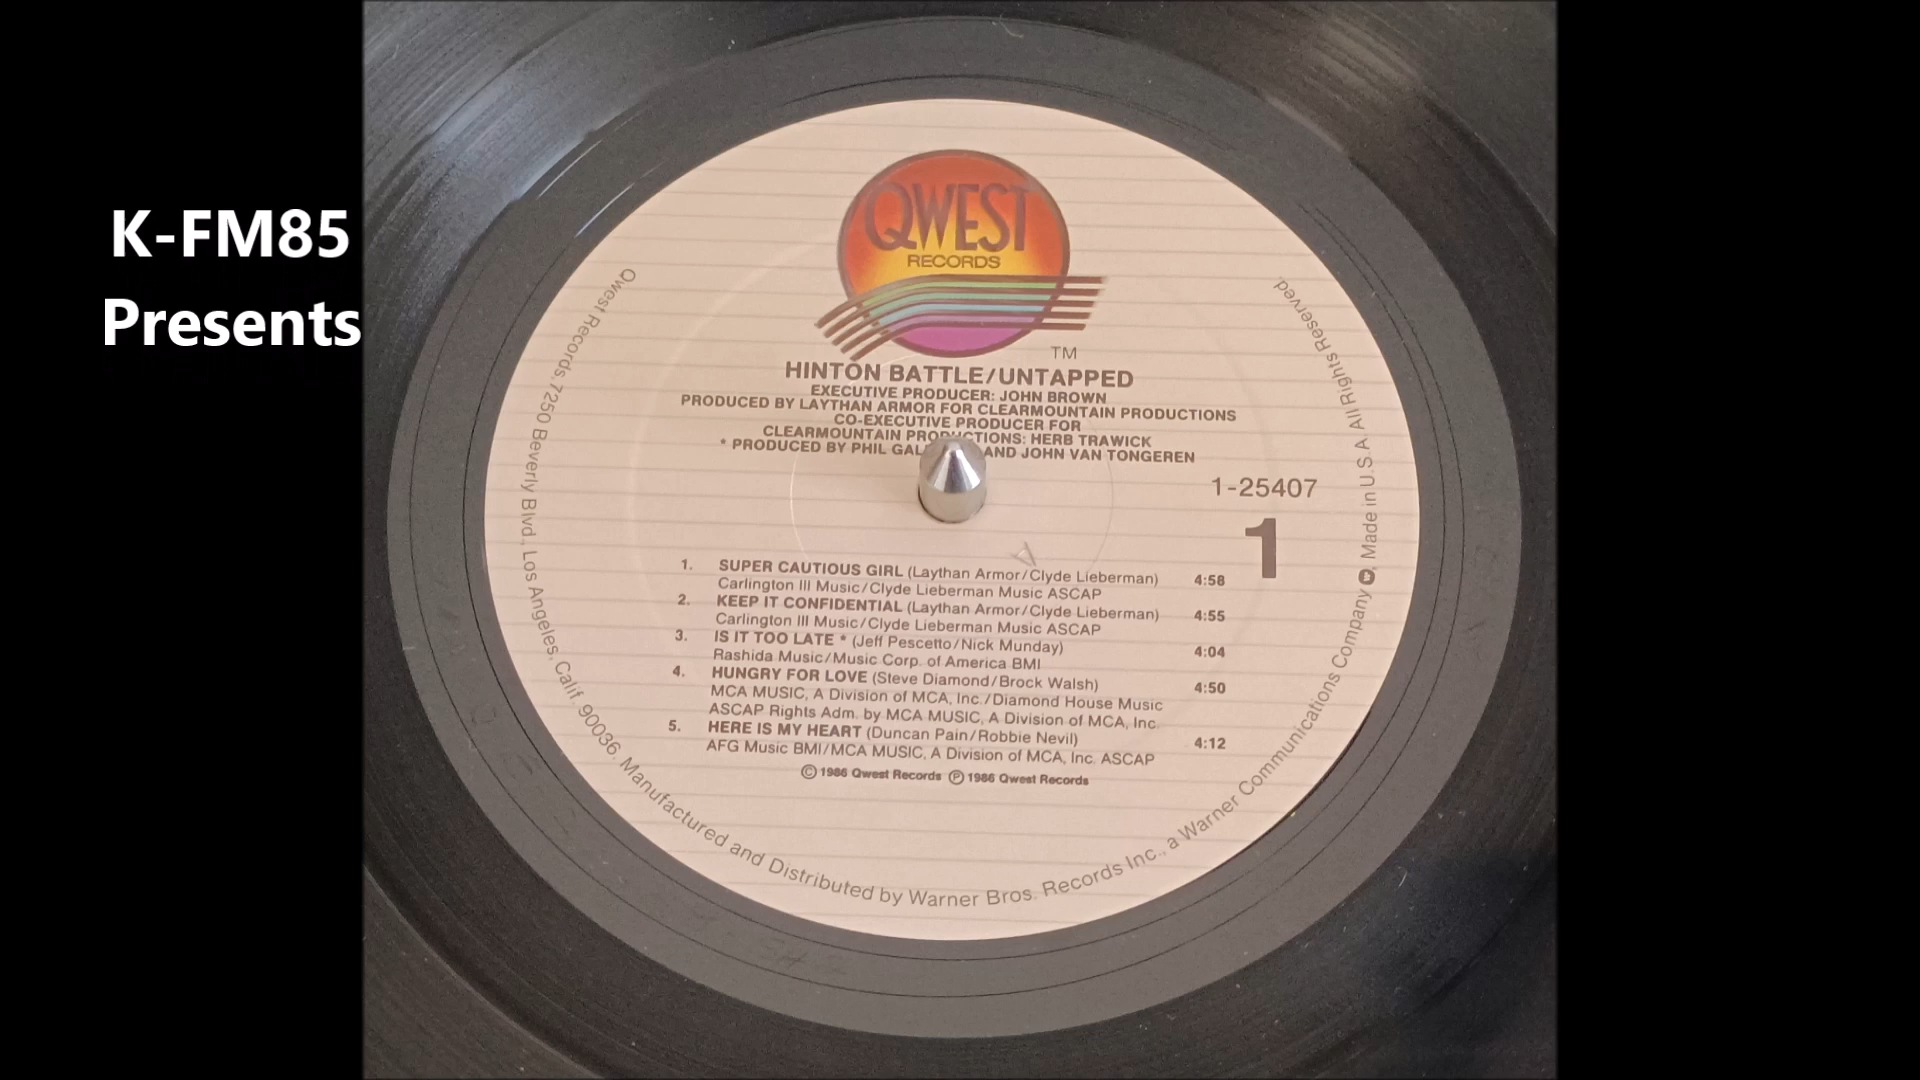 K-FM85
Presents
QWEST
RECORDS
TM
HINTON BATTLE/UNTAPPED
EXECUTIVE PRODUCER: JOHN BROWN
PRODUCED BY LAYTHAN ARMOR FOR CLEARMOUNTAIN PRODUCTIONS
CO-EXECUTIVE PRODUCER FOR
CLEARMOUNTAIN PRODUCTIONS: HERB TRAWICK
* PRODUCED BY PHIL AND JOHN VAN TONGEREN
1-25407
1
1. SUPER CAUTIOUS GIRL (Laythan Armor/Clyde Lieberman) 4:58
Carlington III Music/Clyde Lieberman Music ASCAP
2. KEEP IT CONFIDENTIAL (Laythan Armor/Clyde Lieberman) 4:55
Carlington III Music/Clyde Lieberman Music ASCAP
3. IS IT TOO LATE * (Jeff Pescetto/Nick Munday) 4:04
Rashida Music/Music Corp. of America BMI
4. HUNGRY FOR LOVE (Steve Diamond/Brock Walsh) 4:50
MCA MUSIC, A Division of MCA, Inc./Diamond House Music
ASCAP Rights Adm. by MCA MUSIC, A Division of MCA, Inc.
5. HERE IS MY HEART (Duncan Pain/Robbie Nevil) 4:12
AFG Music BMI/MCA MUSIC, A Division of MCA, Inc. ASCAP
© 1986 Qwest Records ℗ 1986 Qwest Records
Qwest Records, 7250 Beverly Blvd., Los Angeles, Calif. 90036. Manufactured and Distributed by Warner Bros. Records Inc., a Warner Communications Company, Made in U.S.A. All Rights Reserved.